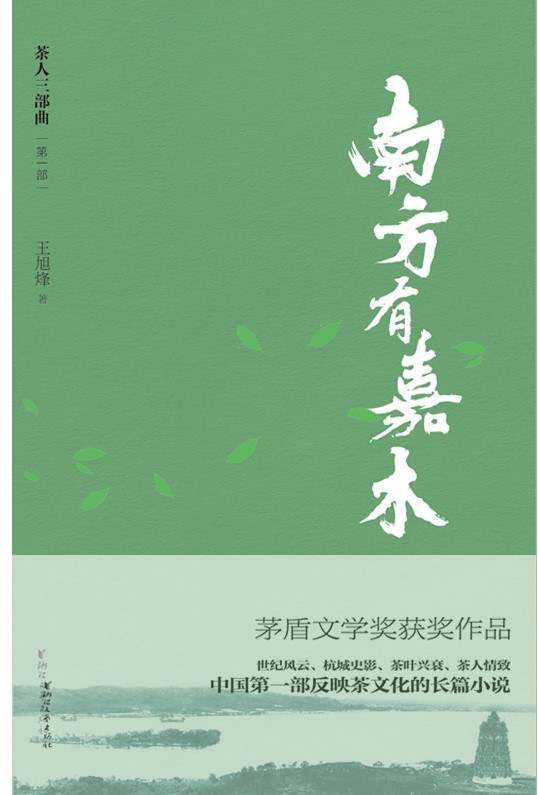 茶人三部曲
第一部
王旭烽 著
南方有嘉木
茅盾文学奖获奖作品
世纪风云、杭城史影、茶叶兴衰、茶人情致
中国第一部反映茶文化的长篇小说